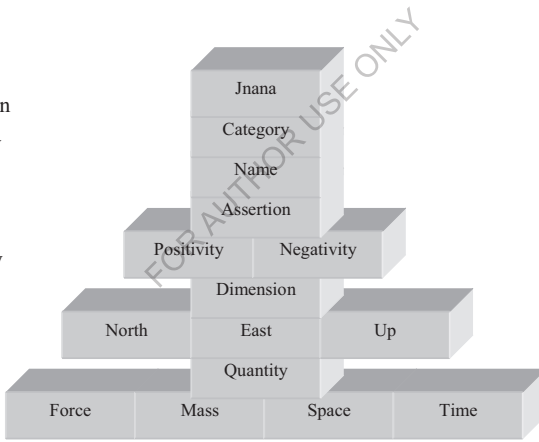 Jnana
Category
Name
Assertion
Positivity Negativity
Dimension
North East Up
Quantity
Force Mass Space Time
FOR AUTHOR USE ONLY